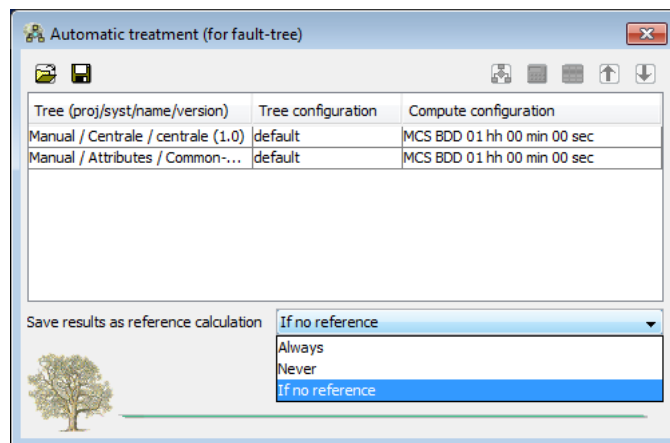 Automatic treatment (for fault-tree)
Tree (proj/syst/name/version) Tree configuration Compute configuration
Manual / Centrale / centrale (1.0) default MCS BDD 01 hh 00 min 00 sec
Manual / Attributes / Common-... default MCS BDD 01 hh 00 min 00 sec
Save results as reference calculation If no reference
Always
Never
If no reference